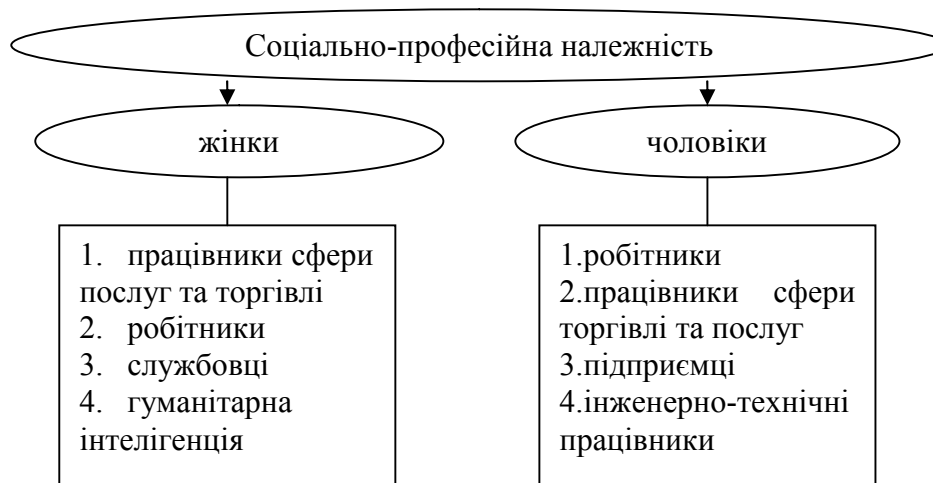 Соціально-професійна належність
жінки
чоловіки
1. працівники сфери
послуг та торгівлі
2. робітники
3. службовці
4. гуманітарна
інтелігенція
1.робітники
2.працівники сфери
торгівлі та послуг
3.підприємці
4.інженерно-технічні
працівники